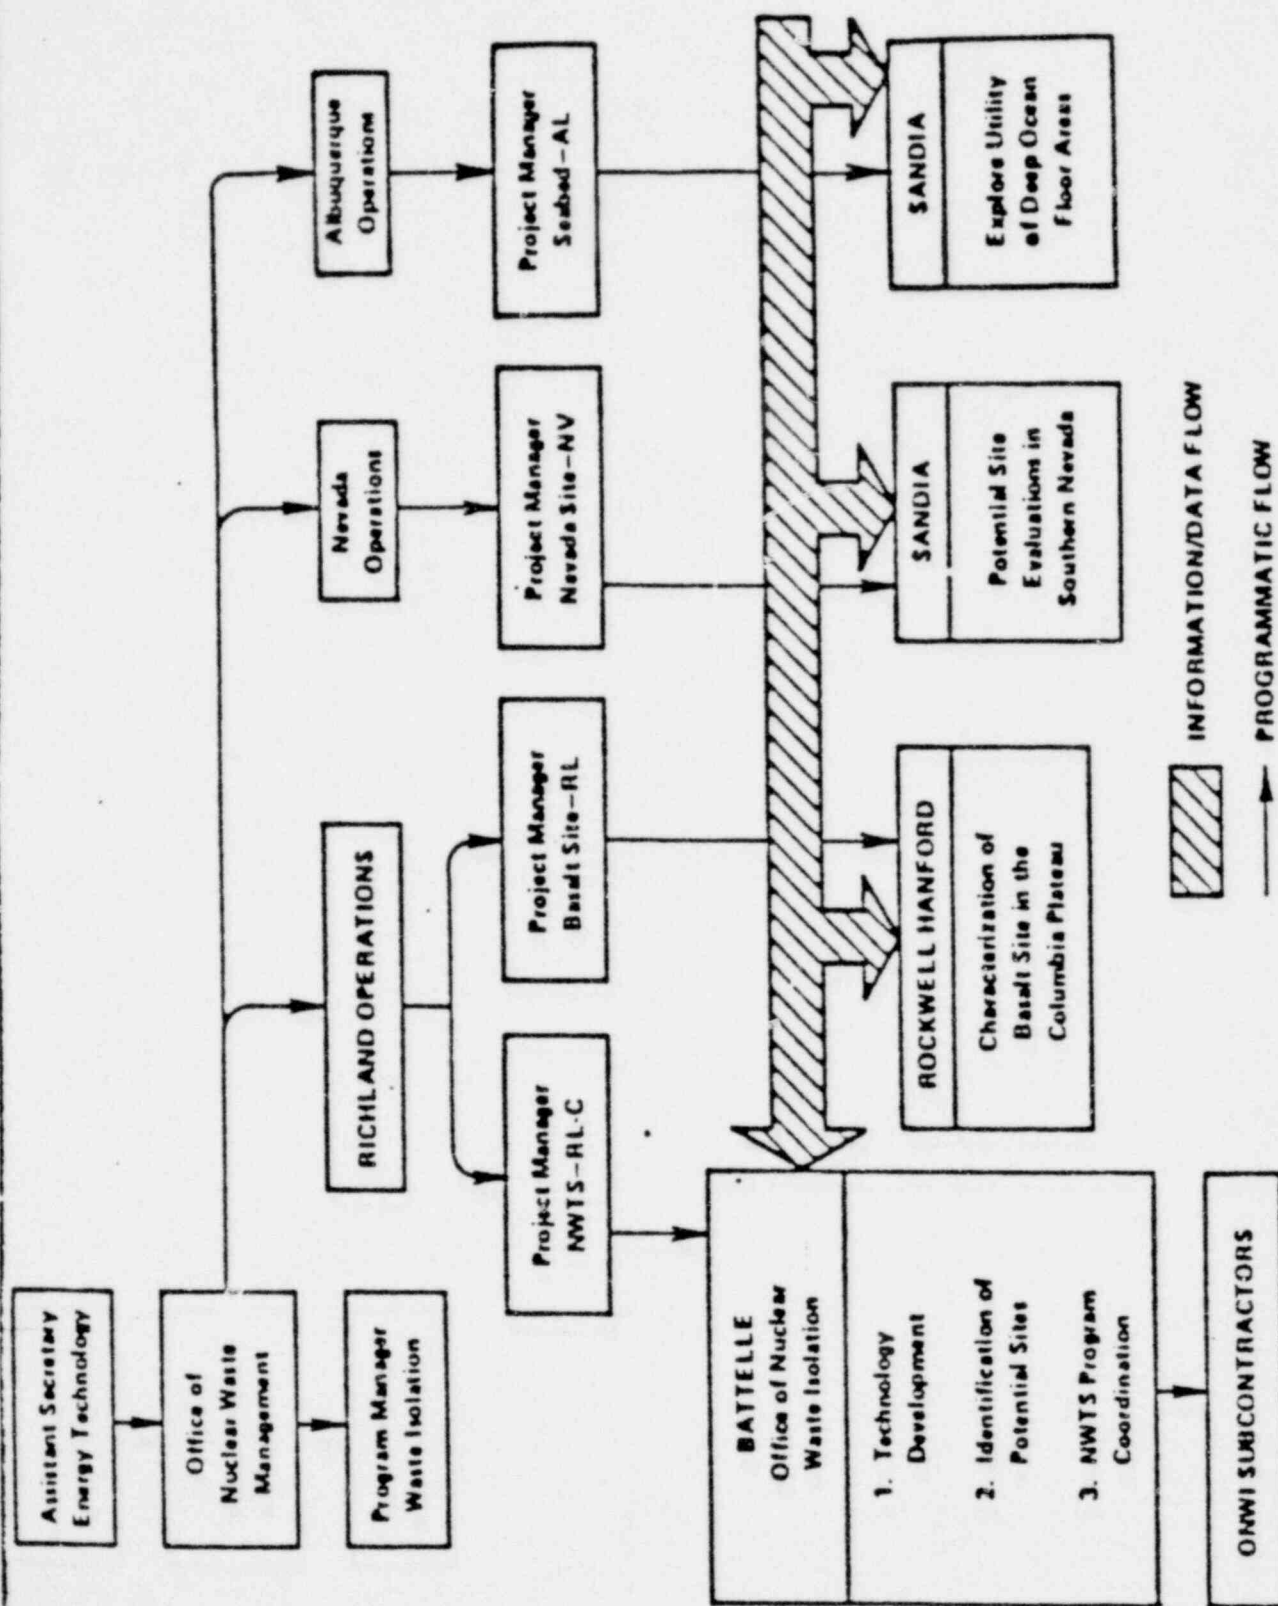 Assistant Secretary
Energy Technology
Office of
Nuclear Waste
Management
Program Manager
Waste Isolation
RICHLAND OPERATIONS
Nevada
Operations
Albuquerque
Operations
Project Manager
NWTS-RL-C
Project Manager
Basalt Site-RL
Project Manager
Nevada Site-NV
Project Manager
Seabed-AL
BATTELLE
Office of Nuclear
Waste Isolation
1. Technology
Development
2. Identification of
Potential Sites
3. NWTS Program
Coordination
ROCKWELL HANFORD
Characterization of
Basalt Site in the
Columbia Plateau
SANDIA
Potential Site
Evaluations in
Southern Nevada
SANDIA
Explore Utility
of Deep Ocean
Floor Areas
ONWI SUBCONTRACTORS
INFORMATION/DATA FLOW
PROGRAMMATIC FLOW